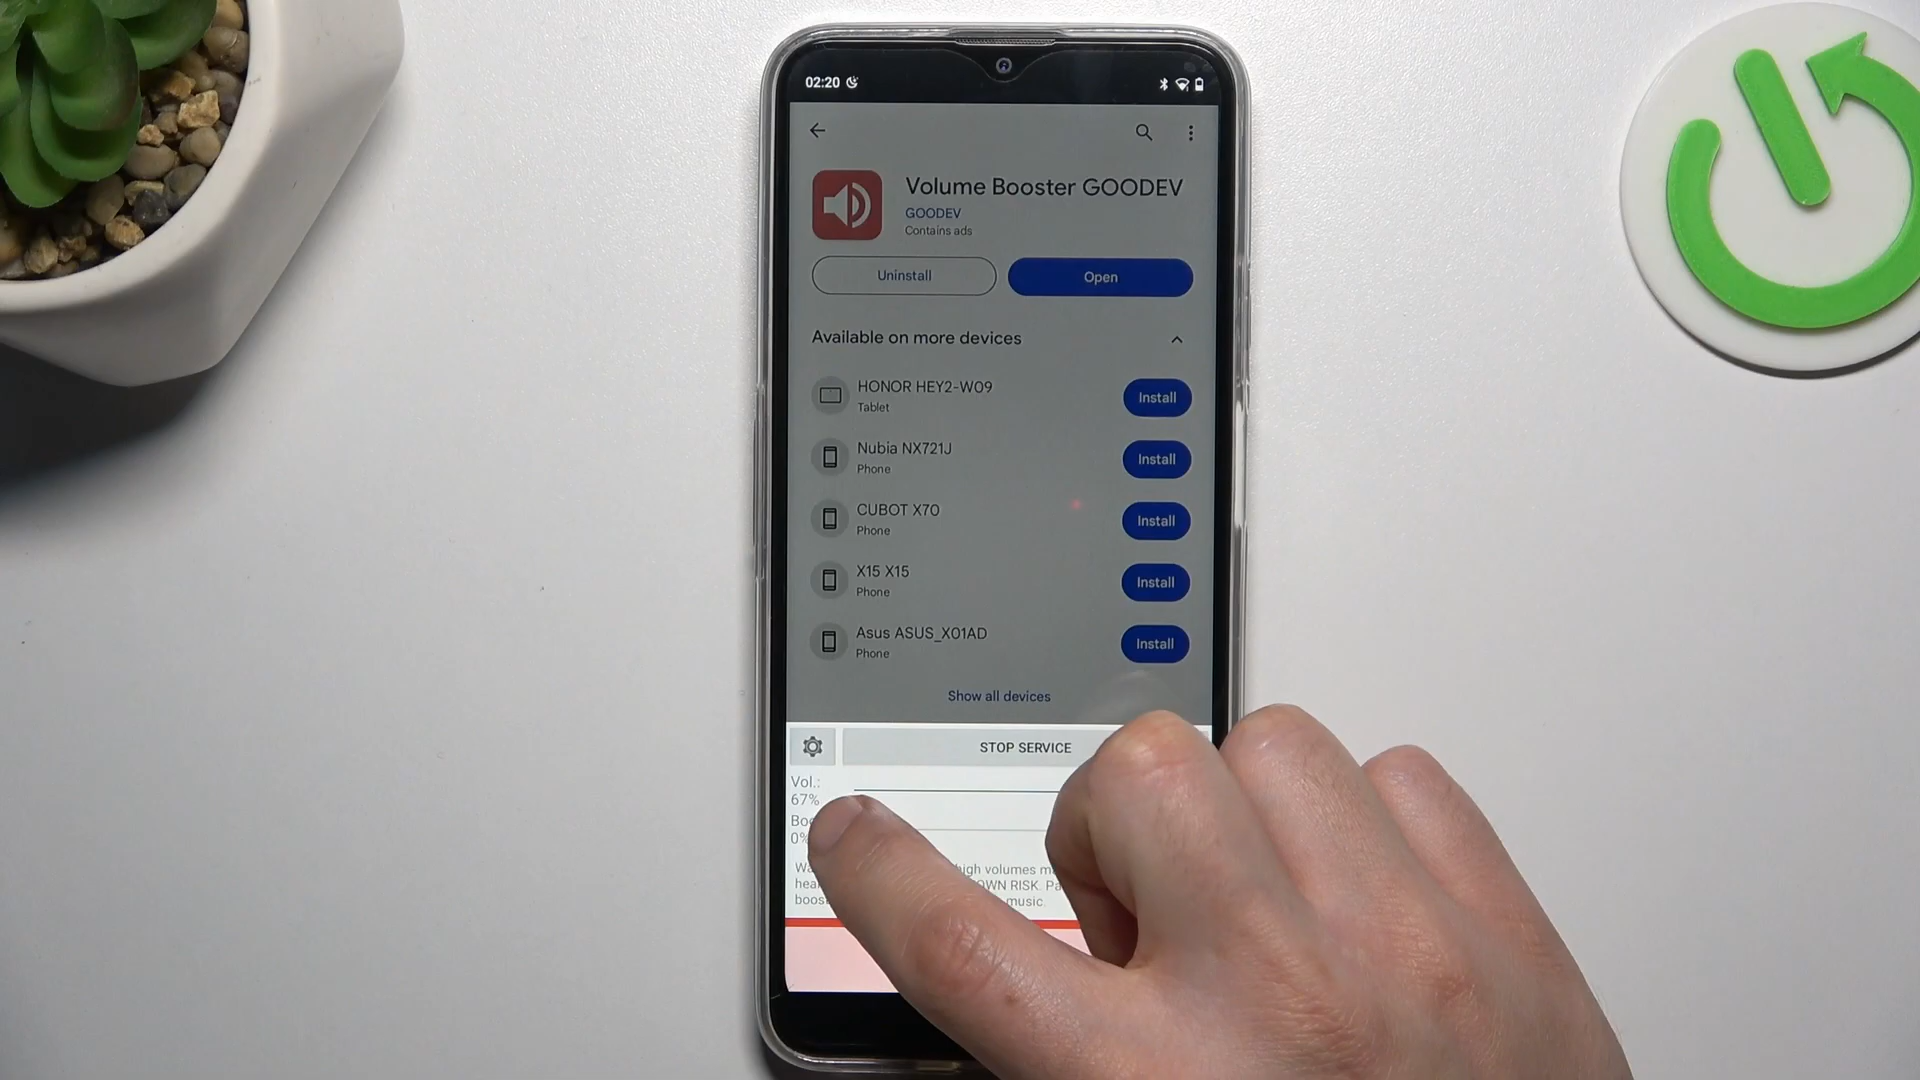 02:20
Volume Booster GOODEV
GOODEV
Contains ads
Uninstall
Open
Available on more devices
HONOR HEY2-W09
Tablet
Install
Nubia NX721J
Phone
Install
CUBOT X70
Phone
Install
X15 X15
Phone
Install
Asus ASUS_X01AD
Phone
Install
Show all devices
STOP SERVICE
Vol.:
67%
0%
high volumes
OWN RISK.
music.